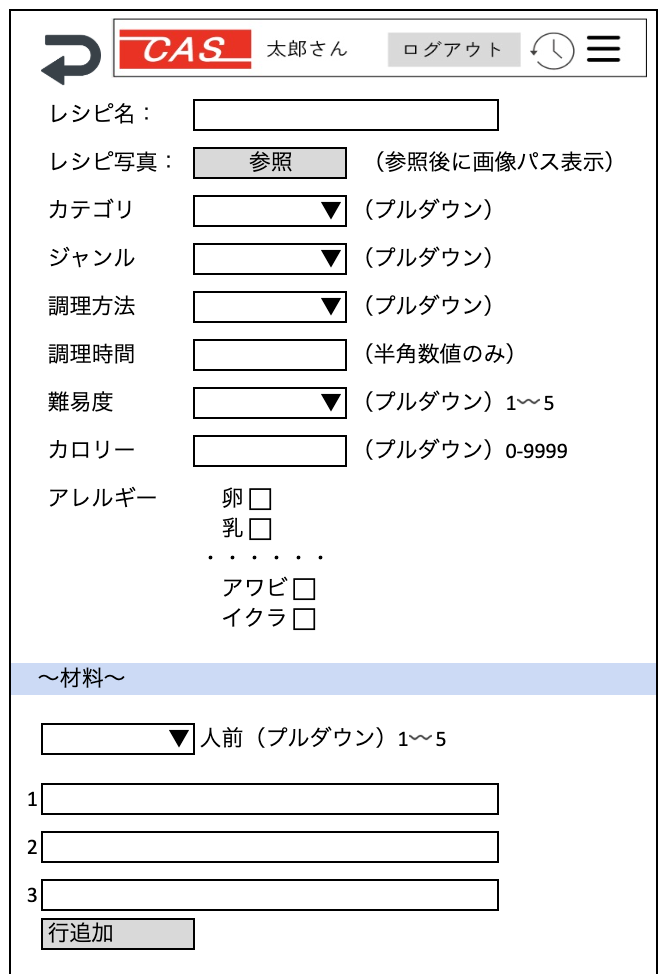 CAS 太郎さん ログアウト
レシピ名：
レシピ写真： 参照 （参照後に画像パス表示）
カテゴリ ▼ （プルダウン）
ジャンル ▼ （プルダウン）
調理方法 ▼ （プルダウン）
調理時間 （半角数値のみ）
難易度 ▼ （プルダウン）1〜5
カロリー （プルダウン）0-9999
アレルギー 卵□
乳□
・・・・・・
アワビ□
イクラ□
〜材料〜
▼ 人前（プルダウン）1〜5
1
2
3
行追加